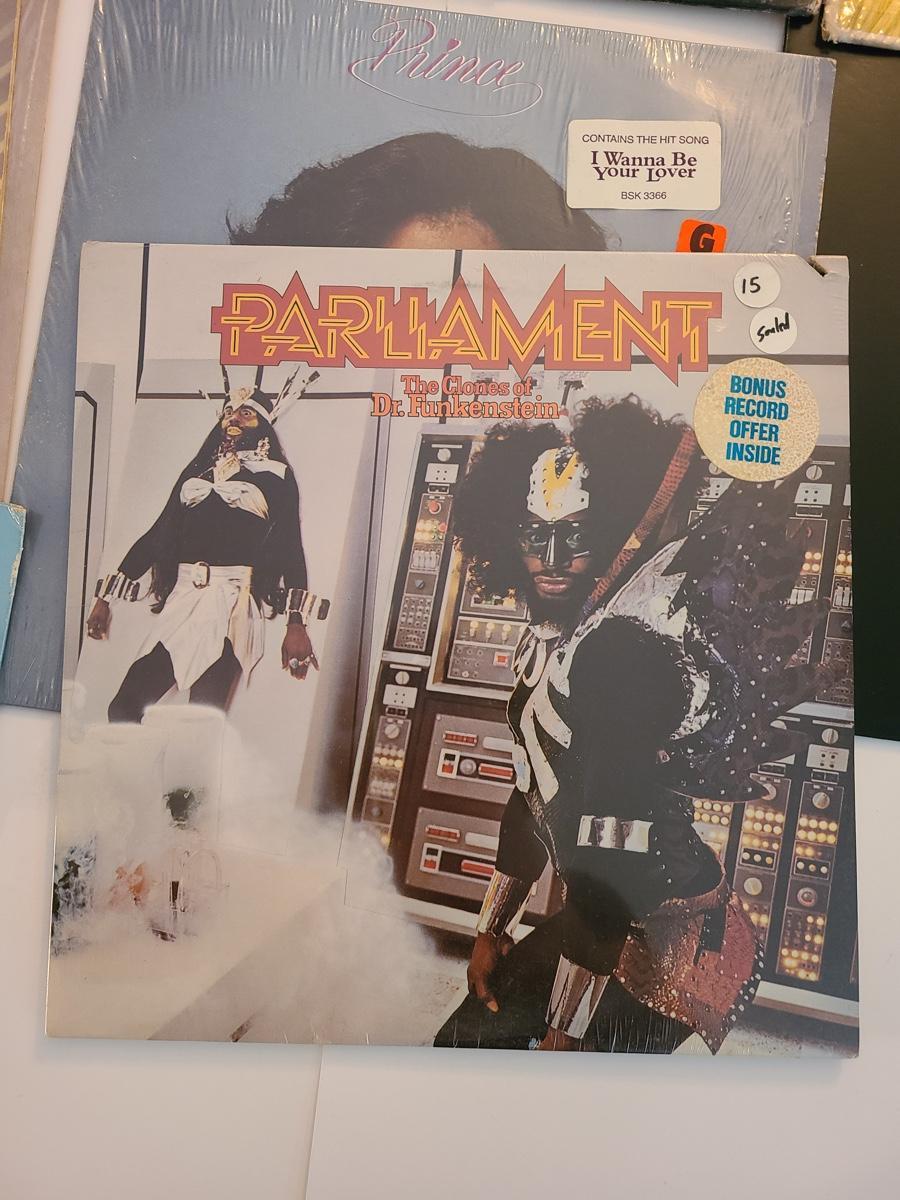 Prince
CONTAINS THE HIT SONG
I Wanna Be
Your Lover
BSK 3366
G
PARLIAMENT
15
Sealed
The Clones of
Dr. Funkenstein
BONUS
RECORD
OFFER
INSIDE